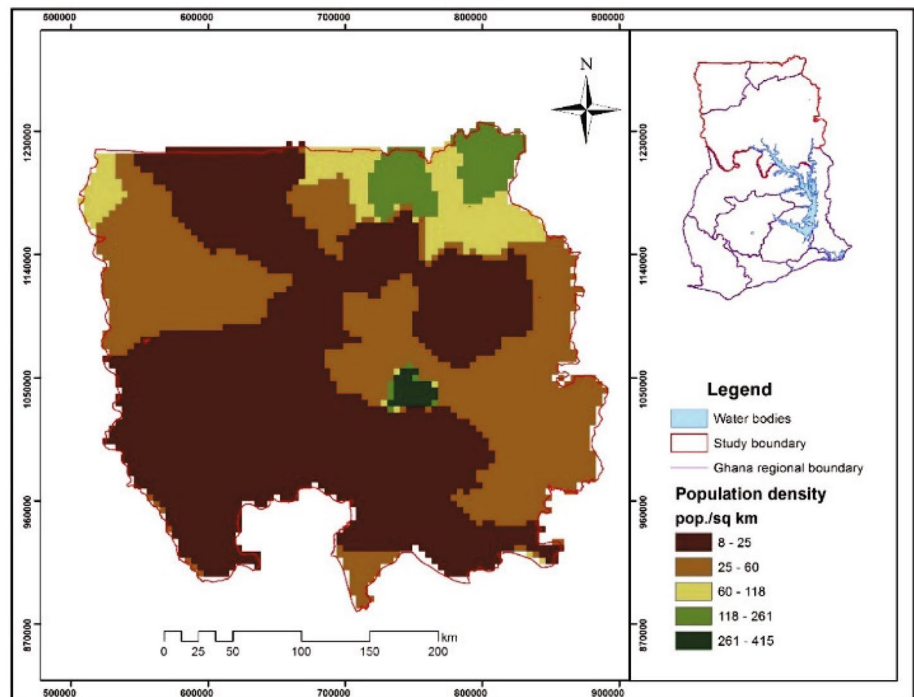 500000 600000 700000 800000 900000
N
1230000 1230000
1140000 1140000
1050000 1050000
960000 960000
870000 870000
km
0 25 50 100 150 200
500000 600000 700000 800000 900000
Legend
Water bodies
Study boundary
Ghana regional boundary
Population density
pop./sq km
8 - 25
25 - 60
60 - 118
118 - 261
261 - 415